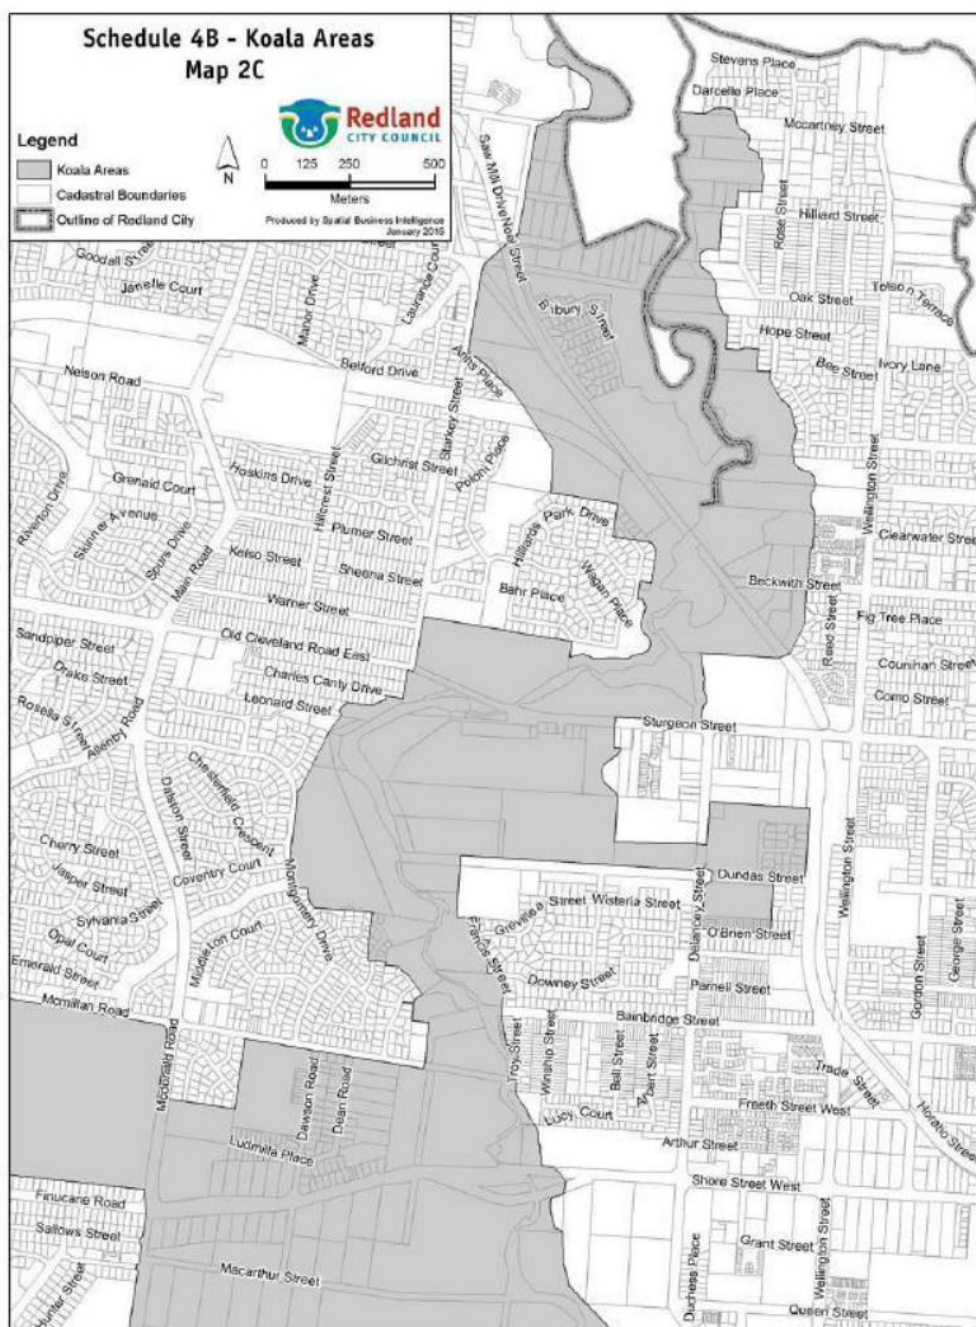 Schedule 4B - Koala Areas
Map 2C
Redland
CITY COUNCIL
Legend
Koala Areas
Cadastral Boundaries
Outline of Redland City
N
0 125 250 500
Meters
Produced by Spatial Business Intelligence
January 2015
Stevens Place
Darcelle Place
Mccartney Street
Saw Mill Drive
Noel Street
Rose Street
Hilliard Street
Goodall Street
Janelle Court
Manor Drive
Laurance Court
Binbury Street
Oak Street
Tolson Terrace
Hope Street
Bee Street
Ivory Lane
Nelson Road
Belford Drive
Anns Place
Starkey Street
Gilchrist Street
Poloni Place
Hoskins Drive
Hillcrest Street
Grenald Court
Riverton Drive
Skinner Avenue
Spurs Drive
Main Road
Plumer Street
Kelso Street
Sheena Street
Warner Street
Hilliards Park Drive
Wagan Place
Bahr Place
Wellington Street
Clearwater Street
Beckwith Street
Reed Street
Fig Tree Place
Counihan Street
Como Street
Sandpiper Street
Drake Street
Rosella Street
Allenby Road
Old Cleveland Road East
Charles Canty Drive
Leonard Street
Sturgeon Street
Chesterfield Crescent
Dalston Street
Cherry Street
Jasper Street
Coventry Court
Sylvania Street
Opal Court
Emerald Street
Middleton Court
Montgomery Drive
Mcmillan Road
Dundas Street
Wellington Street
Grevillea Street
Wisteria Street
Delancey Street
O'Brien Street
Francis Street
Downey Street
Parnell Street
Gordon Street
George Street
Bainbridge Street
Troy Street
Winship Street
Bell Street
Arbert Street
Trade Street
Lucy Court
Freeth Street West
Horatio Street
Arthur Street
Mcdonald Road
Dawson Road
Dean Road
Ludmilla Place
Shore Street West
Finucane Road
Sallows Street
Hunter Street
Macarthur Street
Duchess Place
Grant Street
Wellington Street
Queen Street